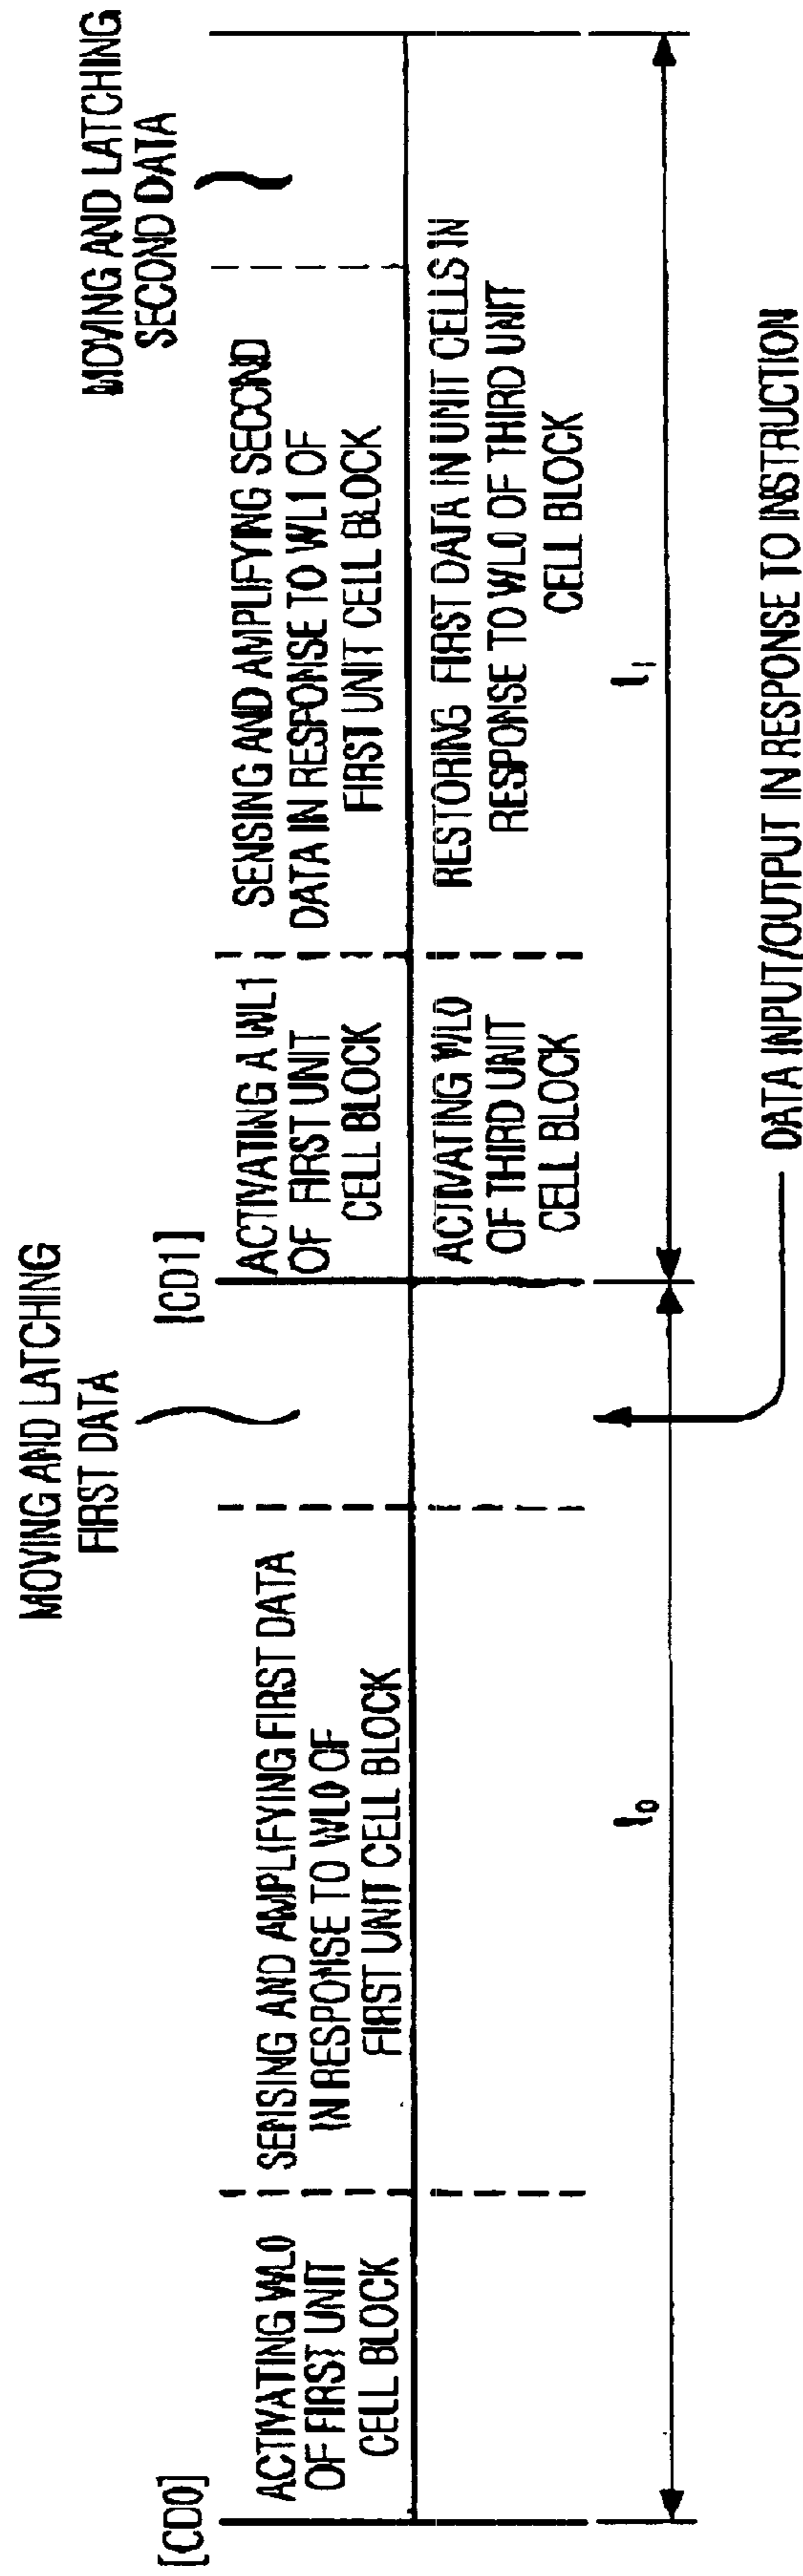 MOVING AND LATCHING
FIRST DATA
MOVING AND LATCHING
SECOND DATA
[CD0]
[CD1]
ACTIVATING WL0
OF FIRST UNIT
CELL BLOCK
SENSING AND AMPLIFYING FIRST DATA
IN RESPONSE TO WL0 OF
FIRST UNIT CELL BLOCK
ACTIVATING A WL1
OF FIRST UNIT
CELL BLOCK
SENSING AND AMPLIFYING SECOND
DATA IN RESPONSE TO WL1 OF
FIRST UNIT CELL BLOCK
ACTIVATING WL0
OF THIRD UNIT
CELL BLOCK
RESTORING FIRST DATA IN UNIT CELLS IN
RESPONSE TO WL0 OF THIRD UNIT
CELL BLOCK
t0
t1
DATA INPUT/OUTPUT IN RESPONSE TO INSTRUCTION